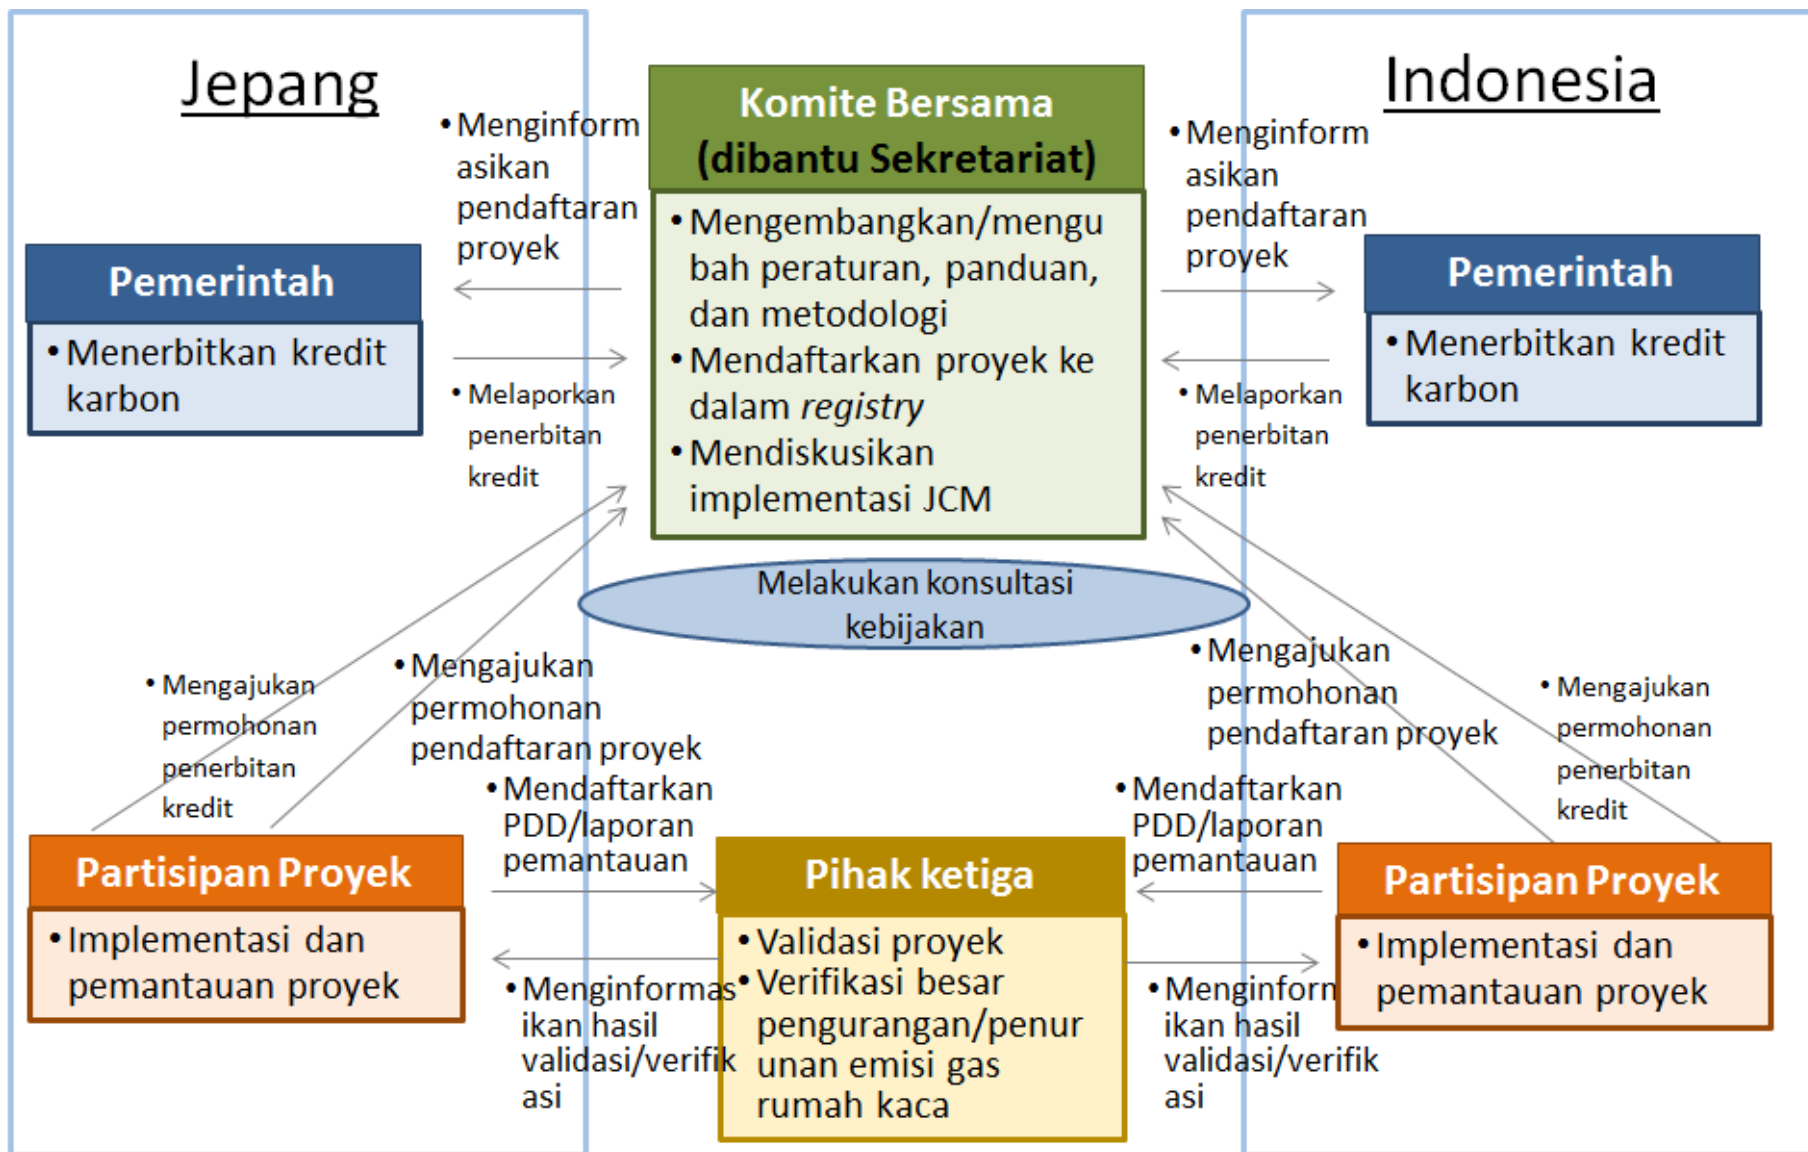 Jepang
• Menginform
asikan
pendaftaran
proyek
Komite Bersama
(dibantu Sekretariat)
• Mengembangkan/mengu
bah peraturan, panduan,
dan metodologi
• Mendaftarkan proyek ke
dalam registry
• Mendiskusikan
implementasi JCM
Indonesia
• Menginform
asikan
pendaftaran
proyek
Pemerintah
• Menerbitkan kredit
karbon
• Melaporkan
penerbitan
kredit
Pemerintah
• Menerbitkan kredit
karbon
• Melaporkan
penerbitan
kredit
Melakukan konsultasi
kebijakan
• Mengajukan
permohonan
penerbitan
kredit
• Mengajukan
permohonan
pendaftaran proyek
• Mengajukan
permohonan
pendaftaran proyek
• Mengajukan
permohonan
penerbitan
kredit
• Mendaftarkan
PDD/laporan
pemantauan
• Mendaftarkan
PDD/laporan
pemantauan
Partisipan Proyek
• Implementasi dan
pemantauan proyek
Pihak ketiga
• Validasi proyek
• Verifikasi besar
pengurangan/penur
unan emisi gas
rumah kaca
Partisipan Proyek
• Implementasi dan
pemantauan proyek
• Menginformas
ikan hasil
validasi/verifik
asi
• Menginform
ikan hasil
validasi/verifik
asi